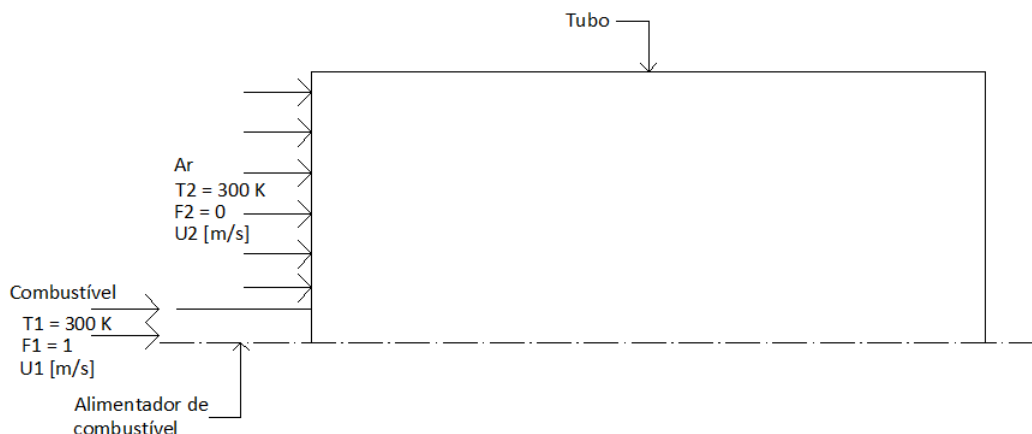 Tubo
Ar
T2 = 300 K
F2 = 0
U2 [m/s]
Combustível
T1 = 300 K
F1 = 1
U1 [m/s]
Alimentador de
combustível